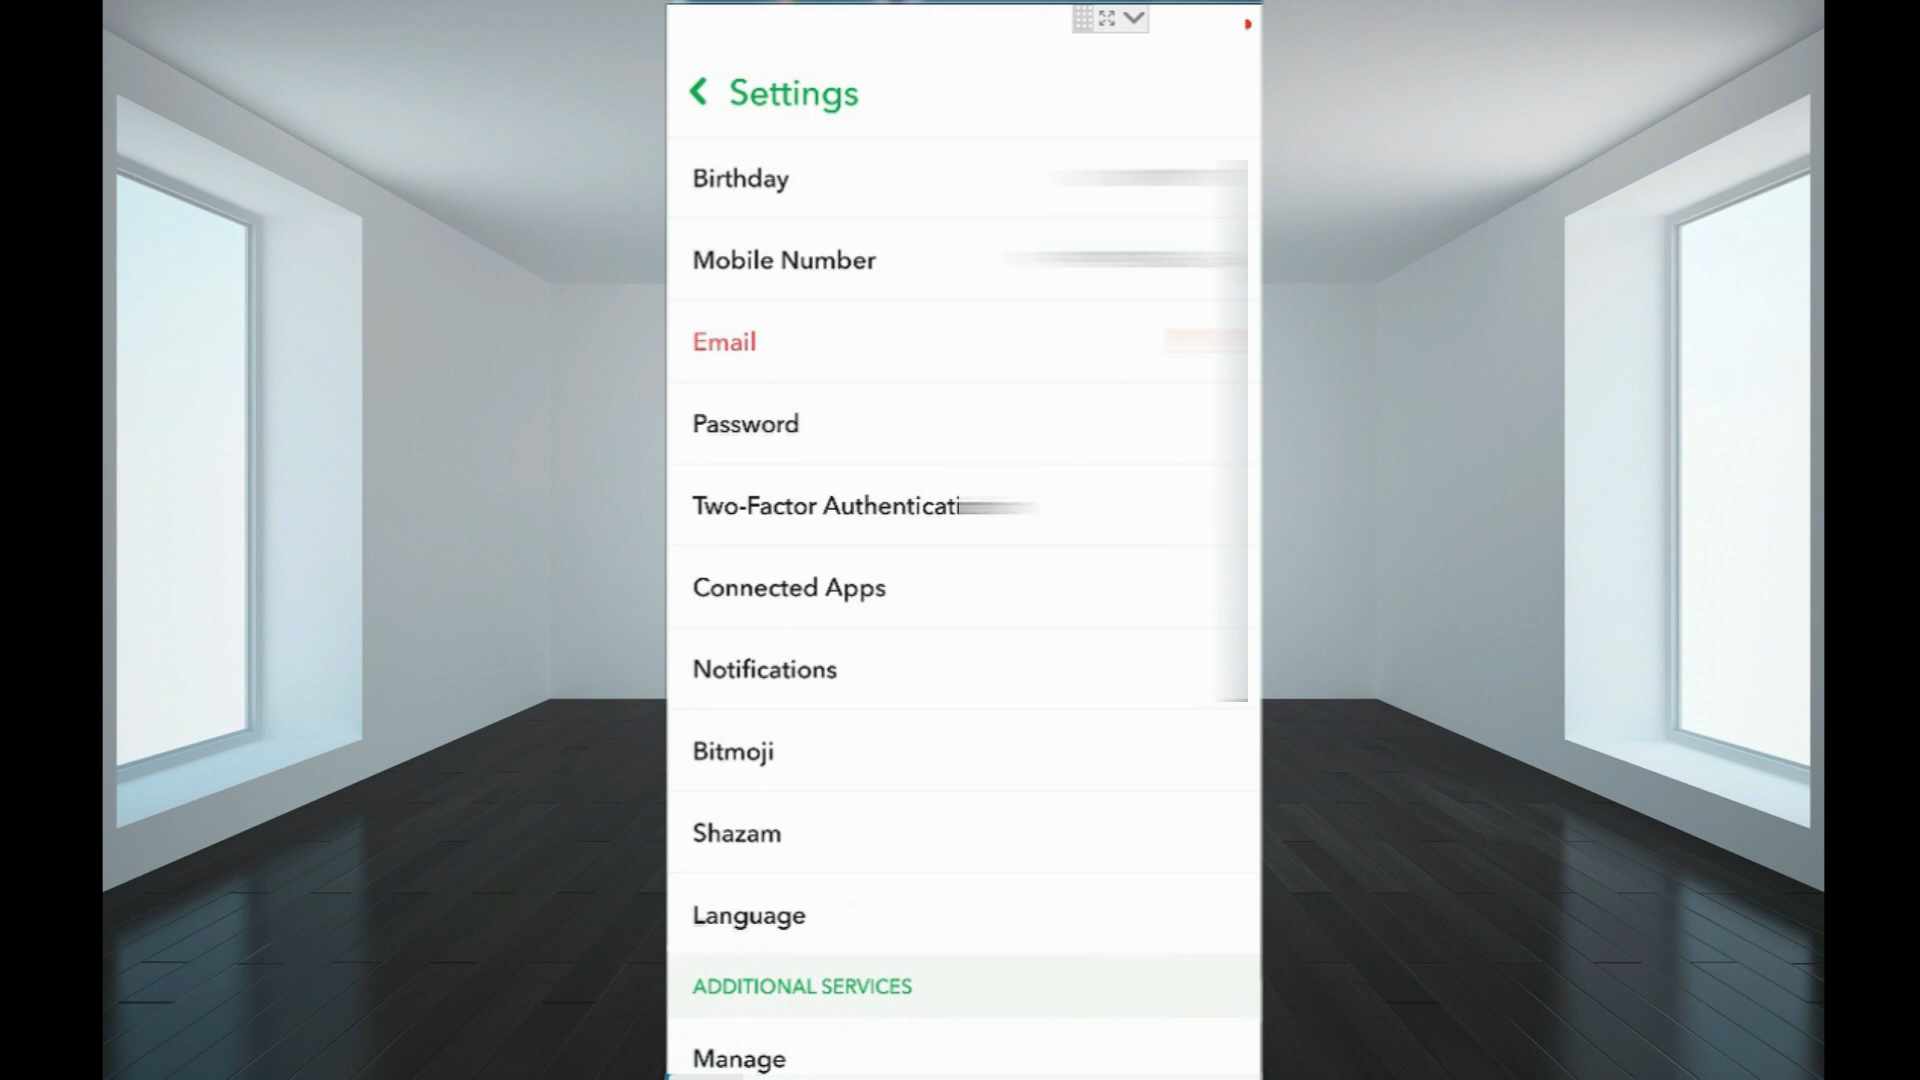 Settings
Birthday
Mobile Number
Email
Password
Two-Factor Authenticati
Connected Apps
Notifications
Bitmoji
Shazam
Language
ADDITIONAL SERVICES
Manage